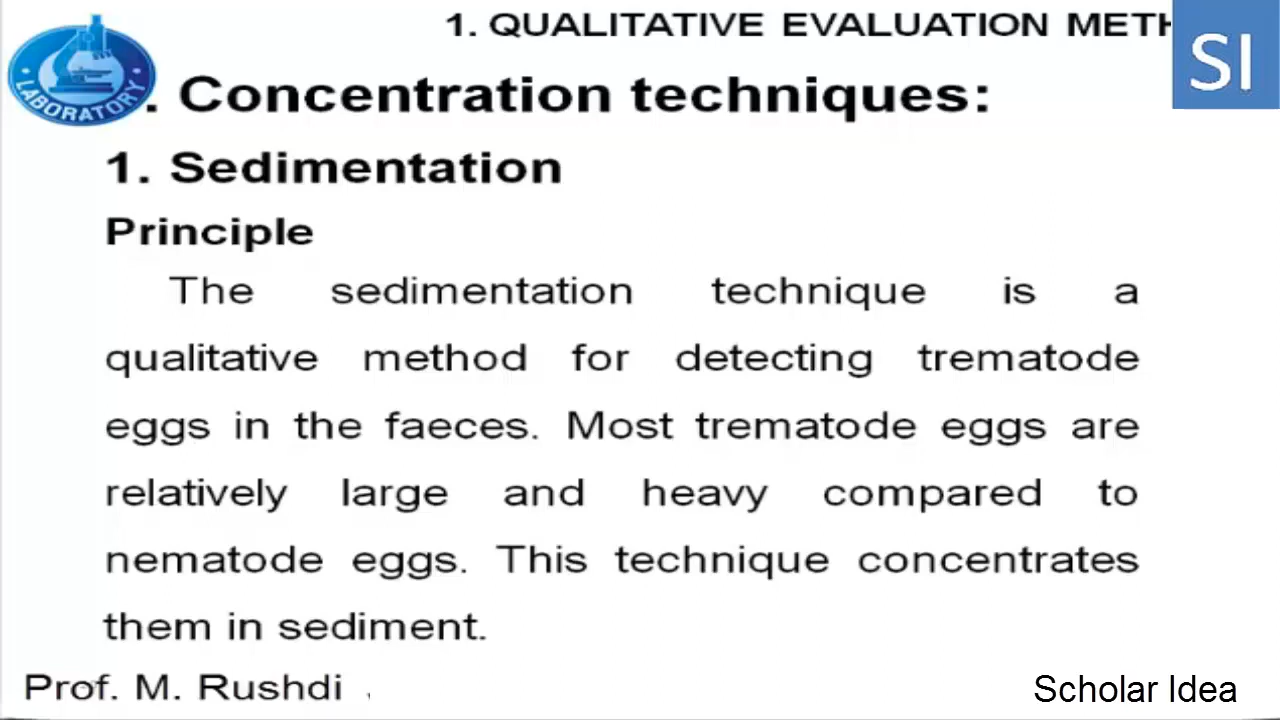 1. QUALITATIVE EVALUATION METH
SI
LABORATORY
. Concentration techniques:
1. Sedimentation
Principle
The sedimentation technique is a
qualitative method for detecting trematode
eggs in the faeces. Most trematode eggs are
relatively large and heavy compared to
nematode eggs. This technique concentrates
them in sediment.
Prof. M. Rushdi
Scholar Idea